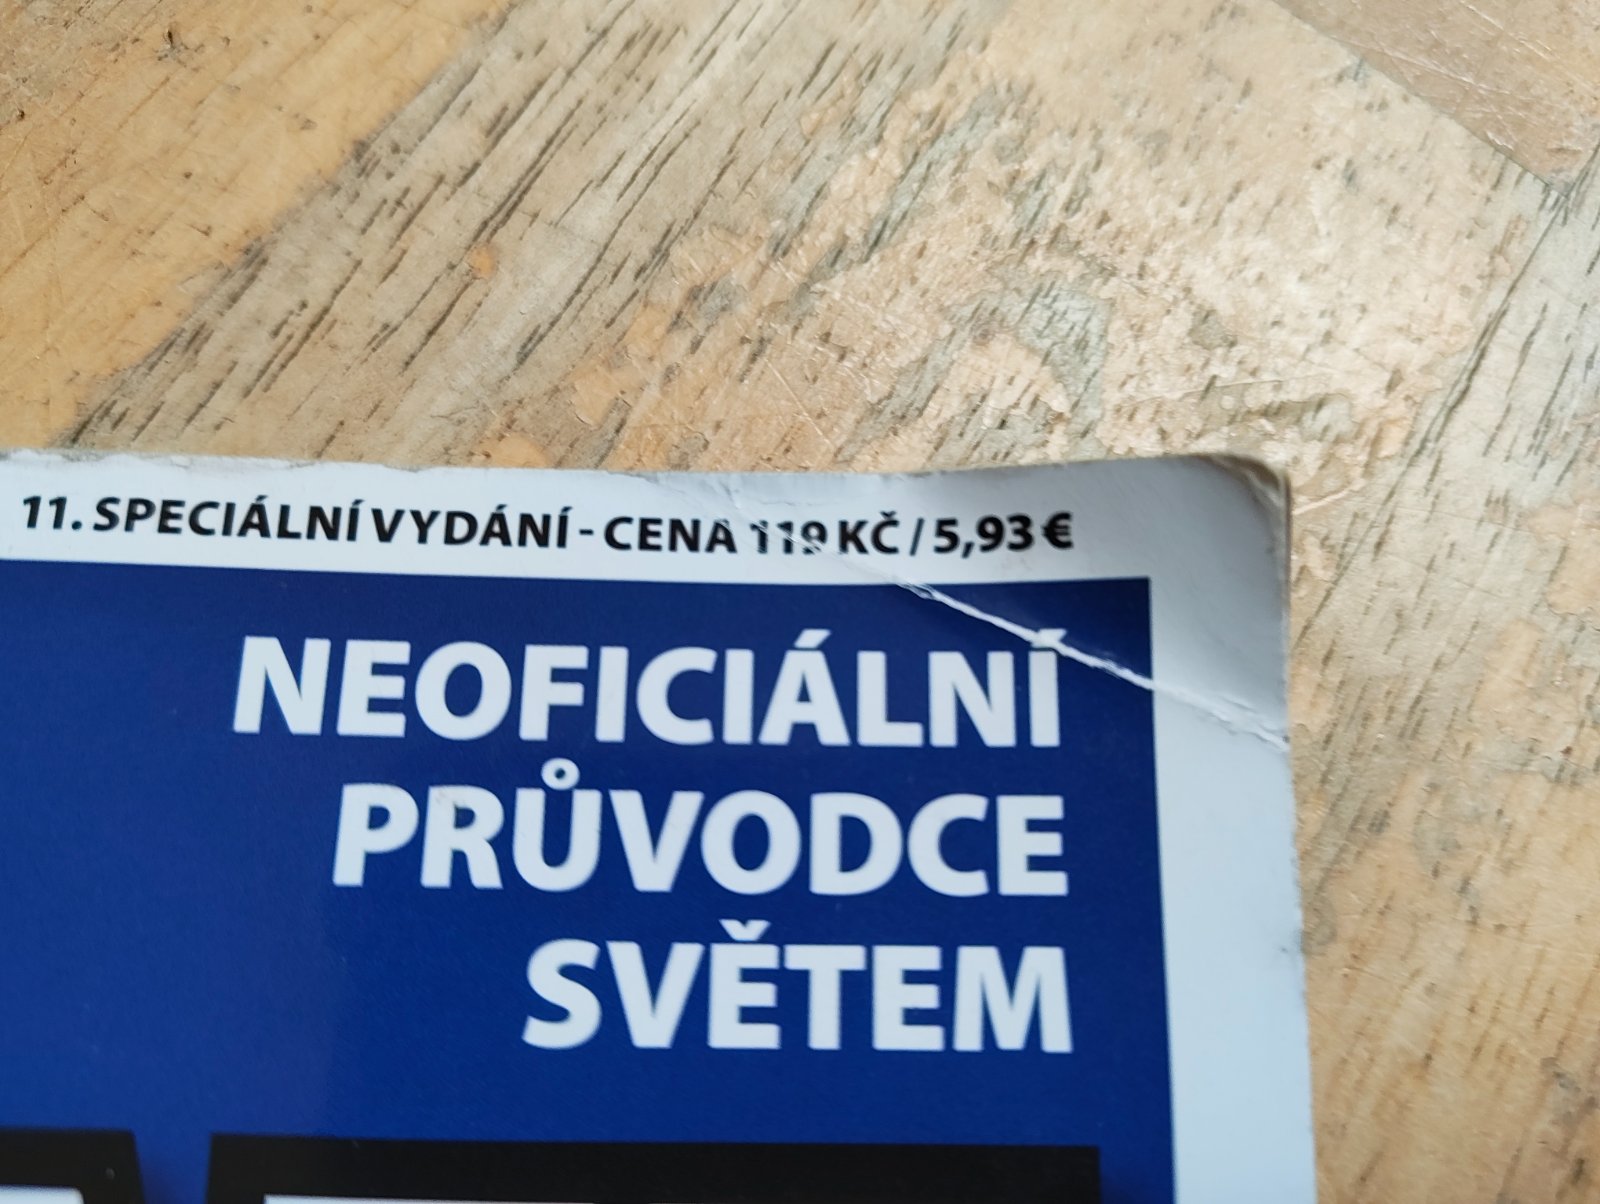 11. SPECIÁLNÍ VYDÁNÍ - CENA 119 KČ / 5,93 €
NEOFICIÁLNÍ
PRŮVODCE
SVĚTEM